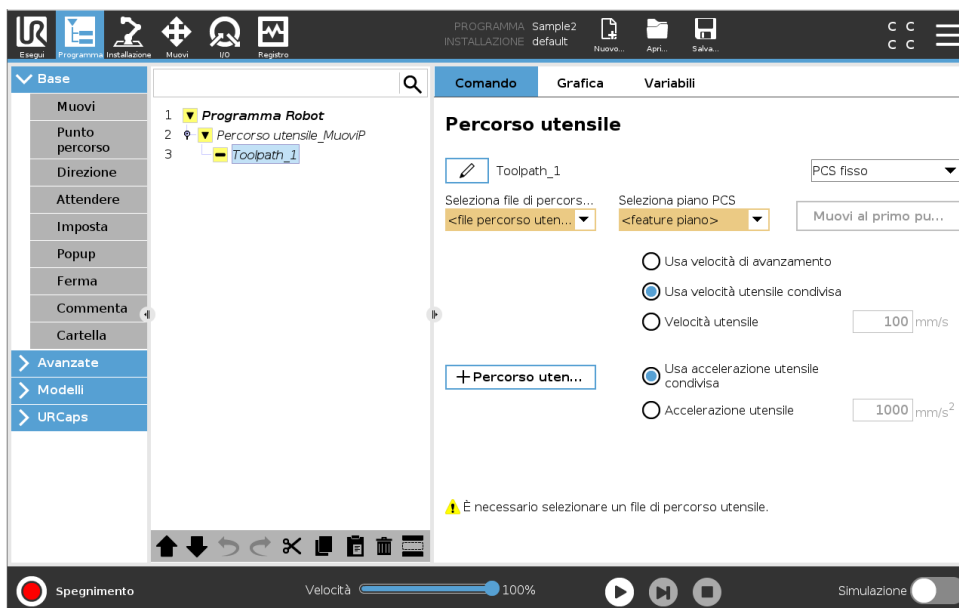 PROGRAMMA Sample2
INSTALLAZIONE default
Esegui Programma Installazione Muovi I/O Registro
Nuovo... Apri... Salva...
C C
C C
Base
Muovi
Punto
percorso
Direzione
Attendere
Imposta
Popup
Ferma
Commenta
Cartella
Avanzate
Modelli
URCaps
1 Programma Robot
2 Percorso utensile_MuoviP
3 Toolpath_1
Comando Grafica Variabili
Percorso utensile
Toolpath_1
PCS fisso
Seleziona file di percors... Seleziona piano PCS
<file percorso uten... <feature piano> Muovi al primo pu...
Usa velocità di avanzamento
Usa velocità utensile condivisa
Velocità utensile 100 mm/s
+ Percorso uten...
Usa accelerazione utensile
condivisa
Accelerazione utensile 1000 mm/s²
È necessario selezionare un file di percorso utensile.
Spegnimento Velocità 100% Simulazione